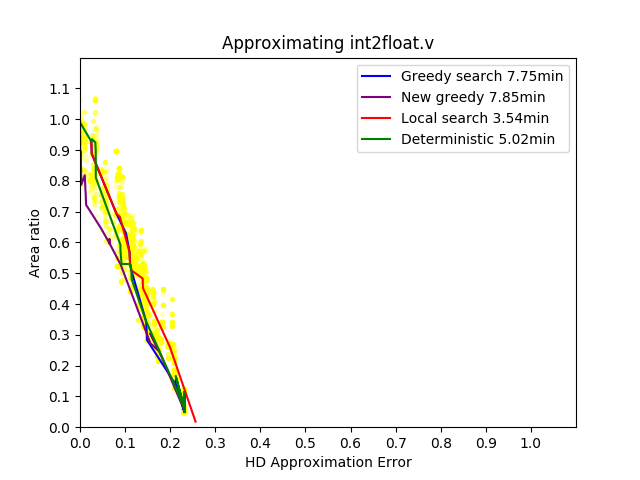 Approximating int2float.v
Greedy search 7.75min
New greedy 7.85min
Local search 3.54min
Deterministic 5.02min
Area ratio
1.1
1.0
0.9
0.8
0.7
0.6
0.5
0.4
0.3
0.2
0.1
0.0
0.0 0.1 0.2 0.3 0.4 0.5 0.6 0.7 0.8 0.9 1.0
HD Approximation Error